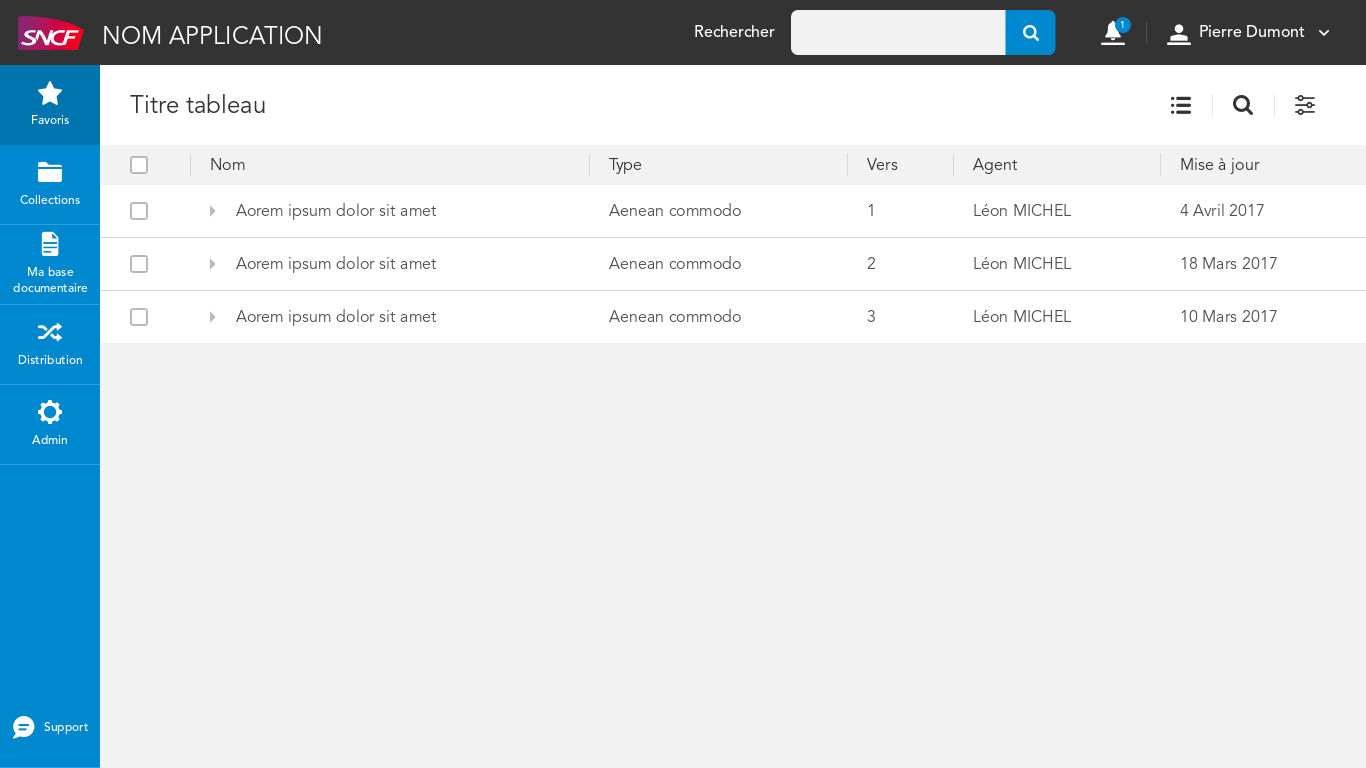 SNCF
NOM APPLICATION
Rechercher
1
Pierre Dumont
Favoris
Collections
Ma base
documentaire
Distribution
Admin
Support
Titre tableau
Nom Type Vers Agent Mise à jour
Aorem ipsum dolor sit amet Aenean commodo 1 Léon MICHEL 4 Avril 2017
Aorem ipsum dolor sit amet Aenean commodo 2 Léon MICHEL 18 Mars 2017
Aorem ipsum dolor sit amet Aenean commodo 3 Léon MICHEL 10 Mars 2017